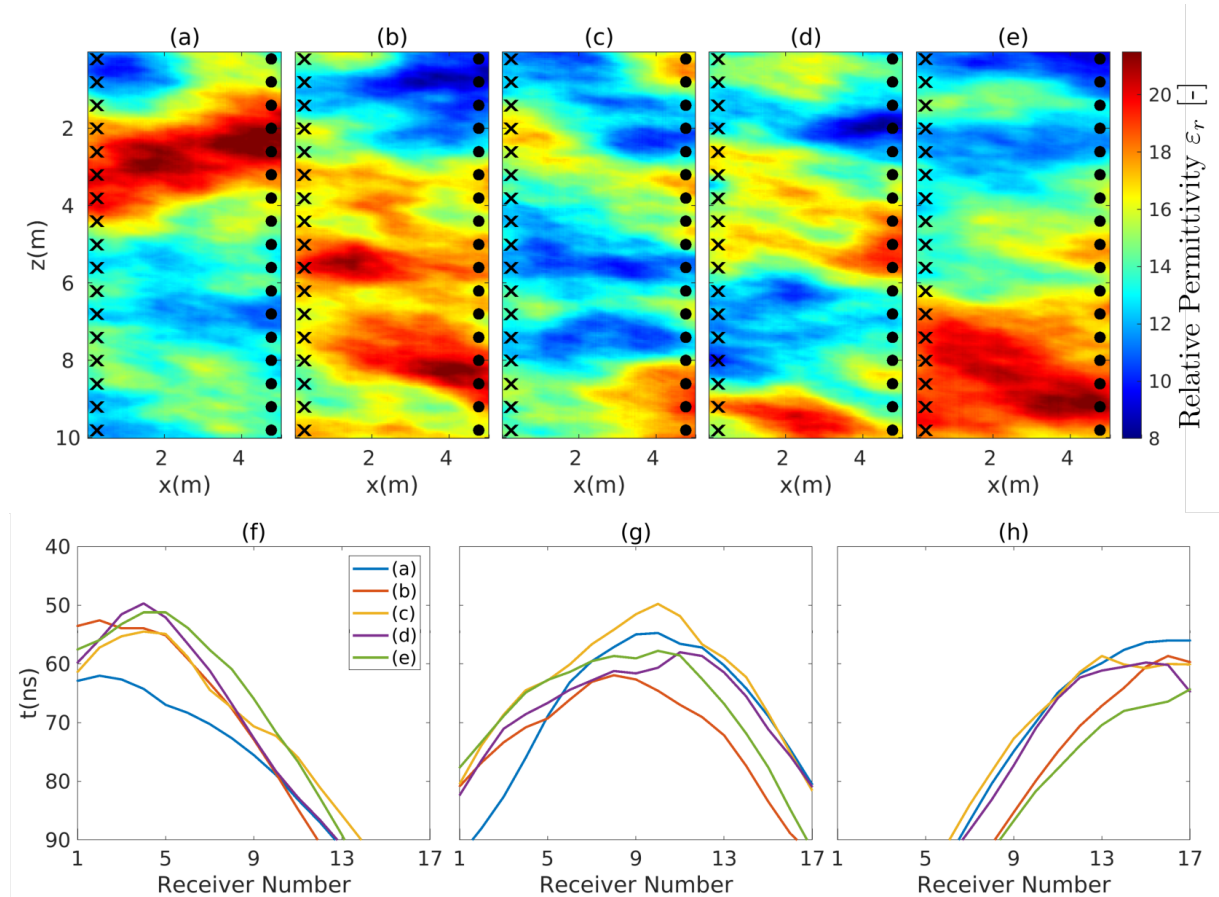 (a) (b) (c) (d) (e)
z(m)
2
4
6
8
10
2 4 2 4 2 4 2 4 2 4
x(m) x(m) x(m) x(m) x(m)
20
18
16
14
12
10
8
Relative Permittivity εr [-]
(f) (g) (h)
t(ns)
40
50
60
70
80
90
(a)
(b)
(c)
(d)
(e)
1 5 9 13 17 1 5 9 13 17 1 5 9 13 17
Receiver Number Receiver Number Receiver Number